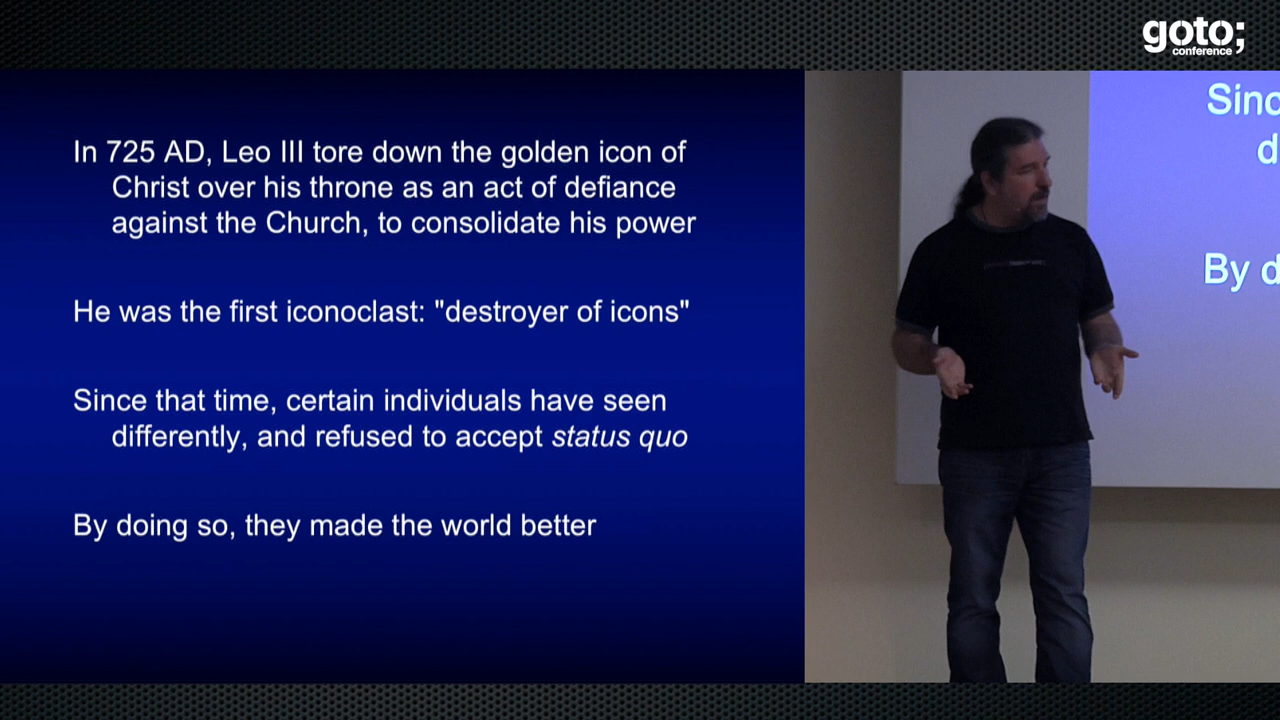 goto;
conference
In 725 AD, Leo III tore down the golden icon of
Christ over his throne as an act of defiance
against the Church, to consolidate his power
He was the first iconoclast: "destroyer of icons"
Since that time, certain individuals have seen
differently, and refused to accept status quo
By doing so, they made the world better
Sinc
d
By d